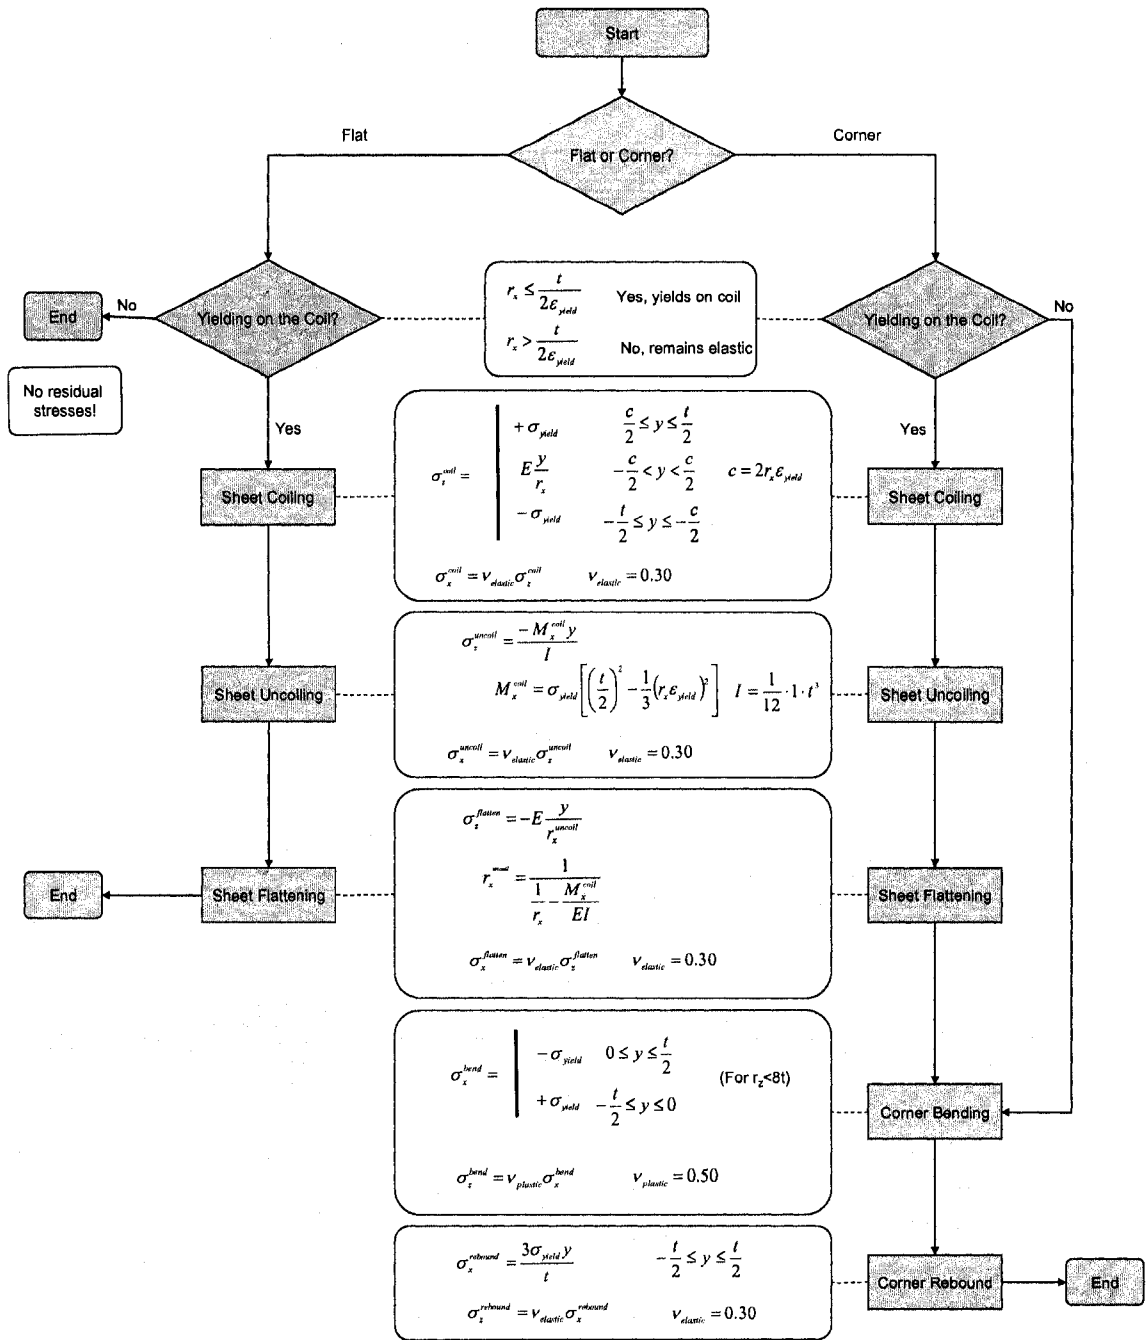 Start
Flat
Flat or Corner?
Corner
End
No
Yielding on the Coil?
r_x ≤ t / 2ε_yield    Yes, yields on coil
r_x > t / 2ε_yield    No, remains elastic
Yielding on the Coil?
No
No residual
stresses!
Yes
Yes
Sheet Coiling
σ_z^coil =
+ σ_yield    c/2 ≤ y ≤ t/2
E y/r_x    -c/2 < y < c/2    c = 2r_x ε_yield
- σ_yield    -t/2 ≤ y ≤ -c/2
σ_x^coil = ν_elastic σ_z^coil    ν_elastic = 0.30
Sheet Coiling
Sheet Uncoiling
σ_z^uncoil = -M_x^coil y / I
M_x^coil = σ_yield [ (t/2)^2 - 1/3 (r_x ε_yield)^2 ]    I = 1/12 · 1 · t^3
σ_x^uncoil = ν_elastic σ_z^uncoil    ν_elastic = 0.30
Sheet Uncoiling
End
Sheet Flattening
σ_z^flatten = -E y / r_x^uncoil
r_x^uncoil = 1 / (1/r_x - M_x^coil/EI)
σ_x^flatten = ν_elastic σ_z^flatten    ν_elastic = 0.30
Sheet Flattening
σ_x^bend =
- σ_yield    0 ≤ y ≤ t/2
(For r_z<8t)
+ σ_yield    -t/2 ≤ y ≤ 0
σ_z^bend = ν_plastic σ_x^bend    ν_plastic = 0.50
Corner Bending
σ_x^rebound = 3σ_yield y / t    -t/2 ≤ y ≤ t/2
σ_z^rebound = ν_elastic σ_x^rebound    ν_elastic = 0.30
Corner Rebound
End